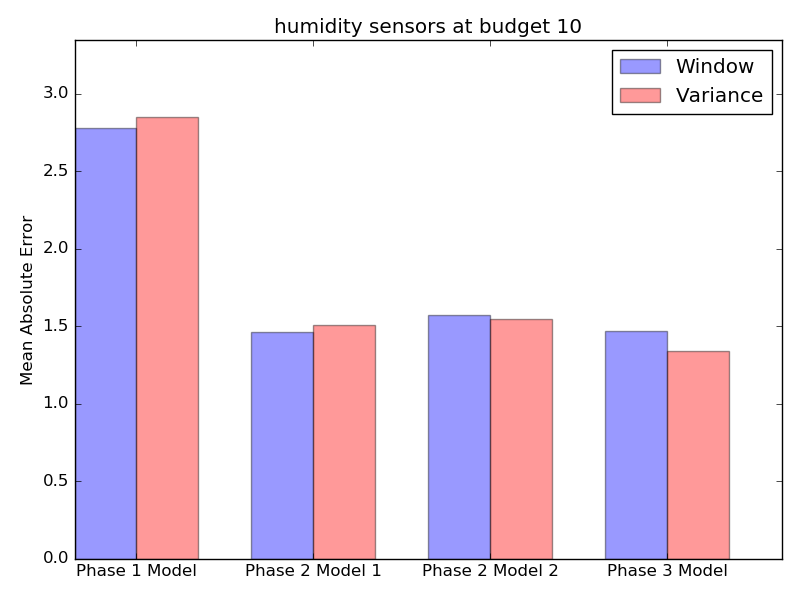 humidity sensors at budget 10
Window
Variance
Mean Absolute Error
3.0
2.5
2.0
1.5
1.0
0.5
0.0
Phase 1 Model Phase 2 Model 1 Phase 2 Model 2 Phase 3 Model